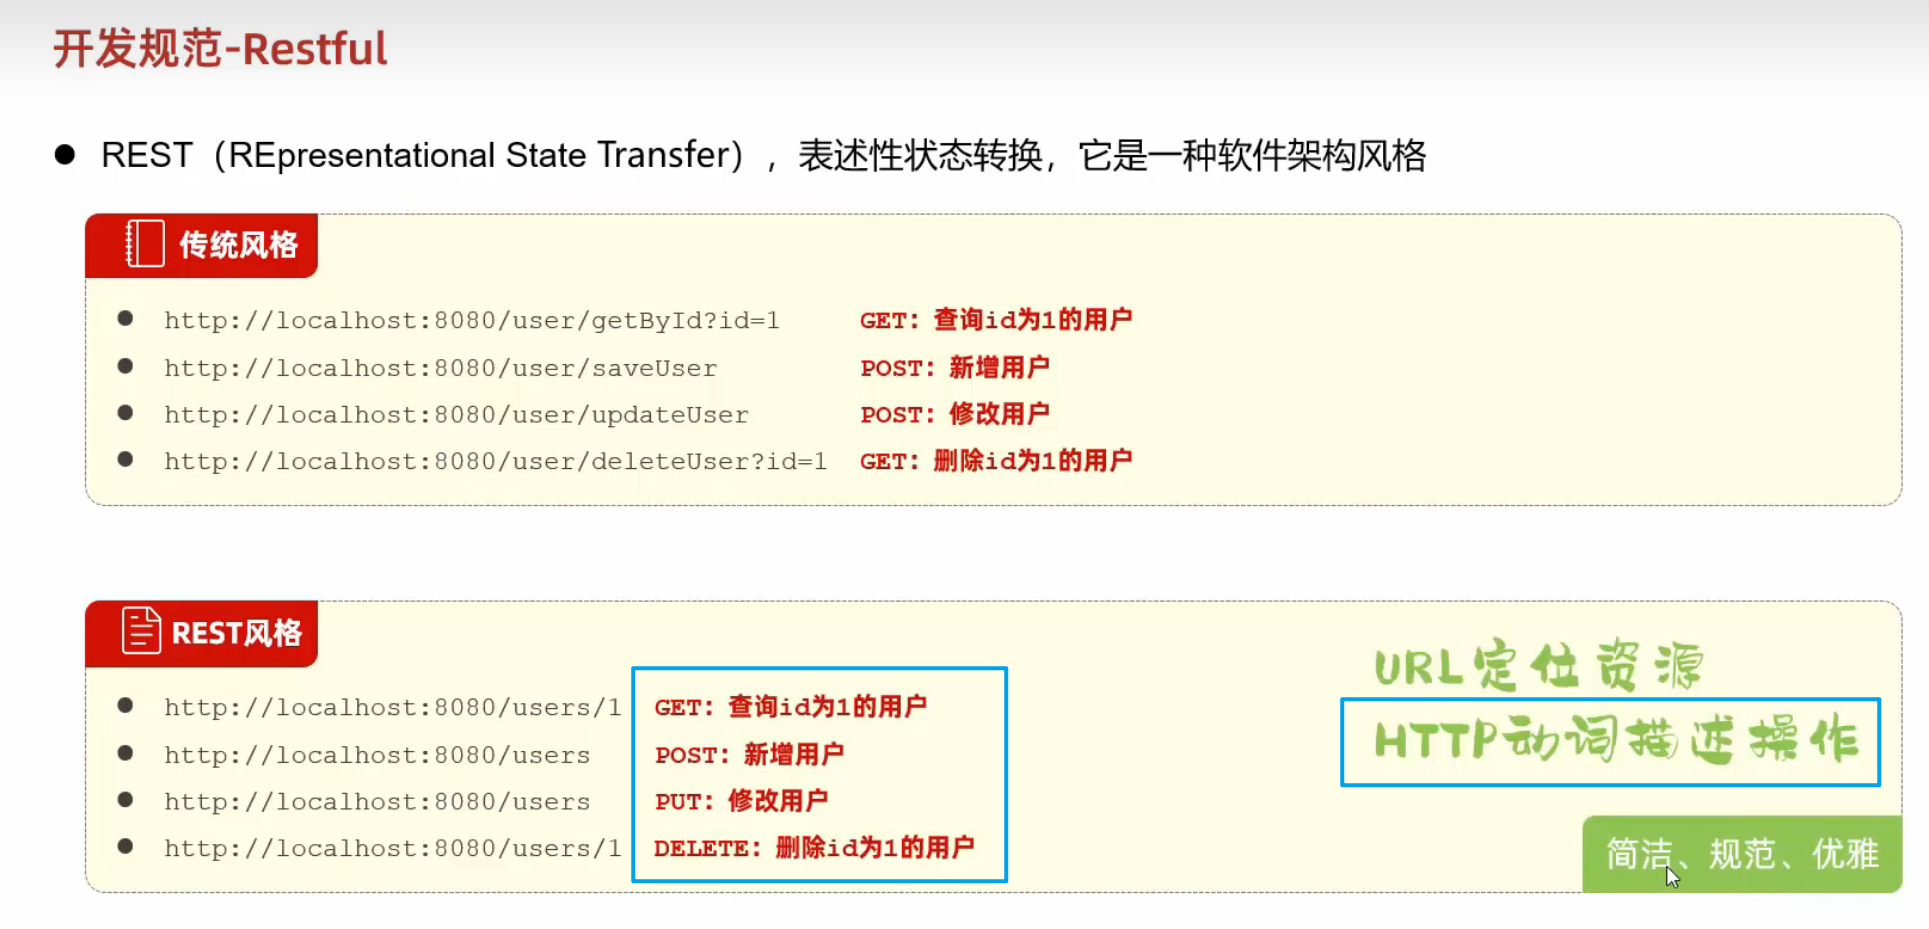 开发规范-Restful
● REST（REpresentational State Transfer），表述性状态转换，它是一种软件架构风格
传统风格
● http://localhost:8080/user/getById?id=1 GET：查询id为1的用户
● http://localhost:8080/user/saveUser POST：新增用户
● http://localhost:8080/user/updateUser POST：修改用户
● http://localhost:8080/user/deleteUser?id=1 GET：删除id为1的用户
REST风格
URL定位资源
● http://localhost:8080/users/1 GET：查询id为1的用户
HTTP动词描述操作
● http://localhost:8080/users POST：新增用户
● http://localhost:8080/users PUT：修改用户
● http://localhost:8080/users/1 DELETE：删除id为1的用户
简洁、规范、优雅